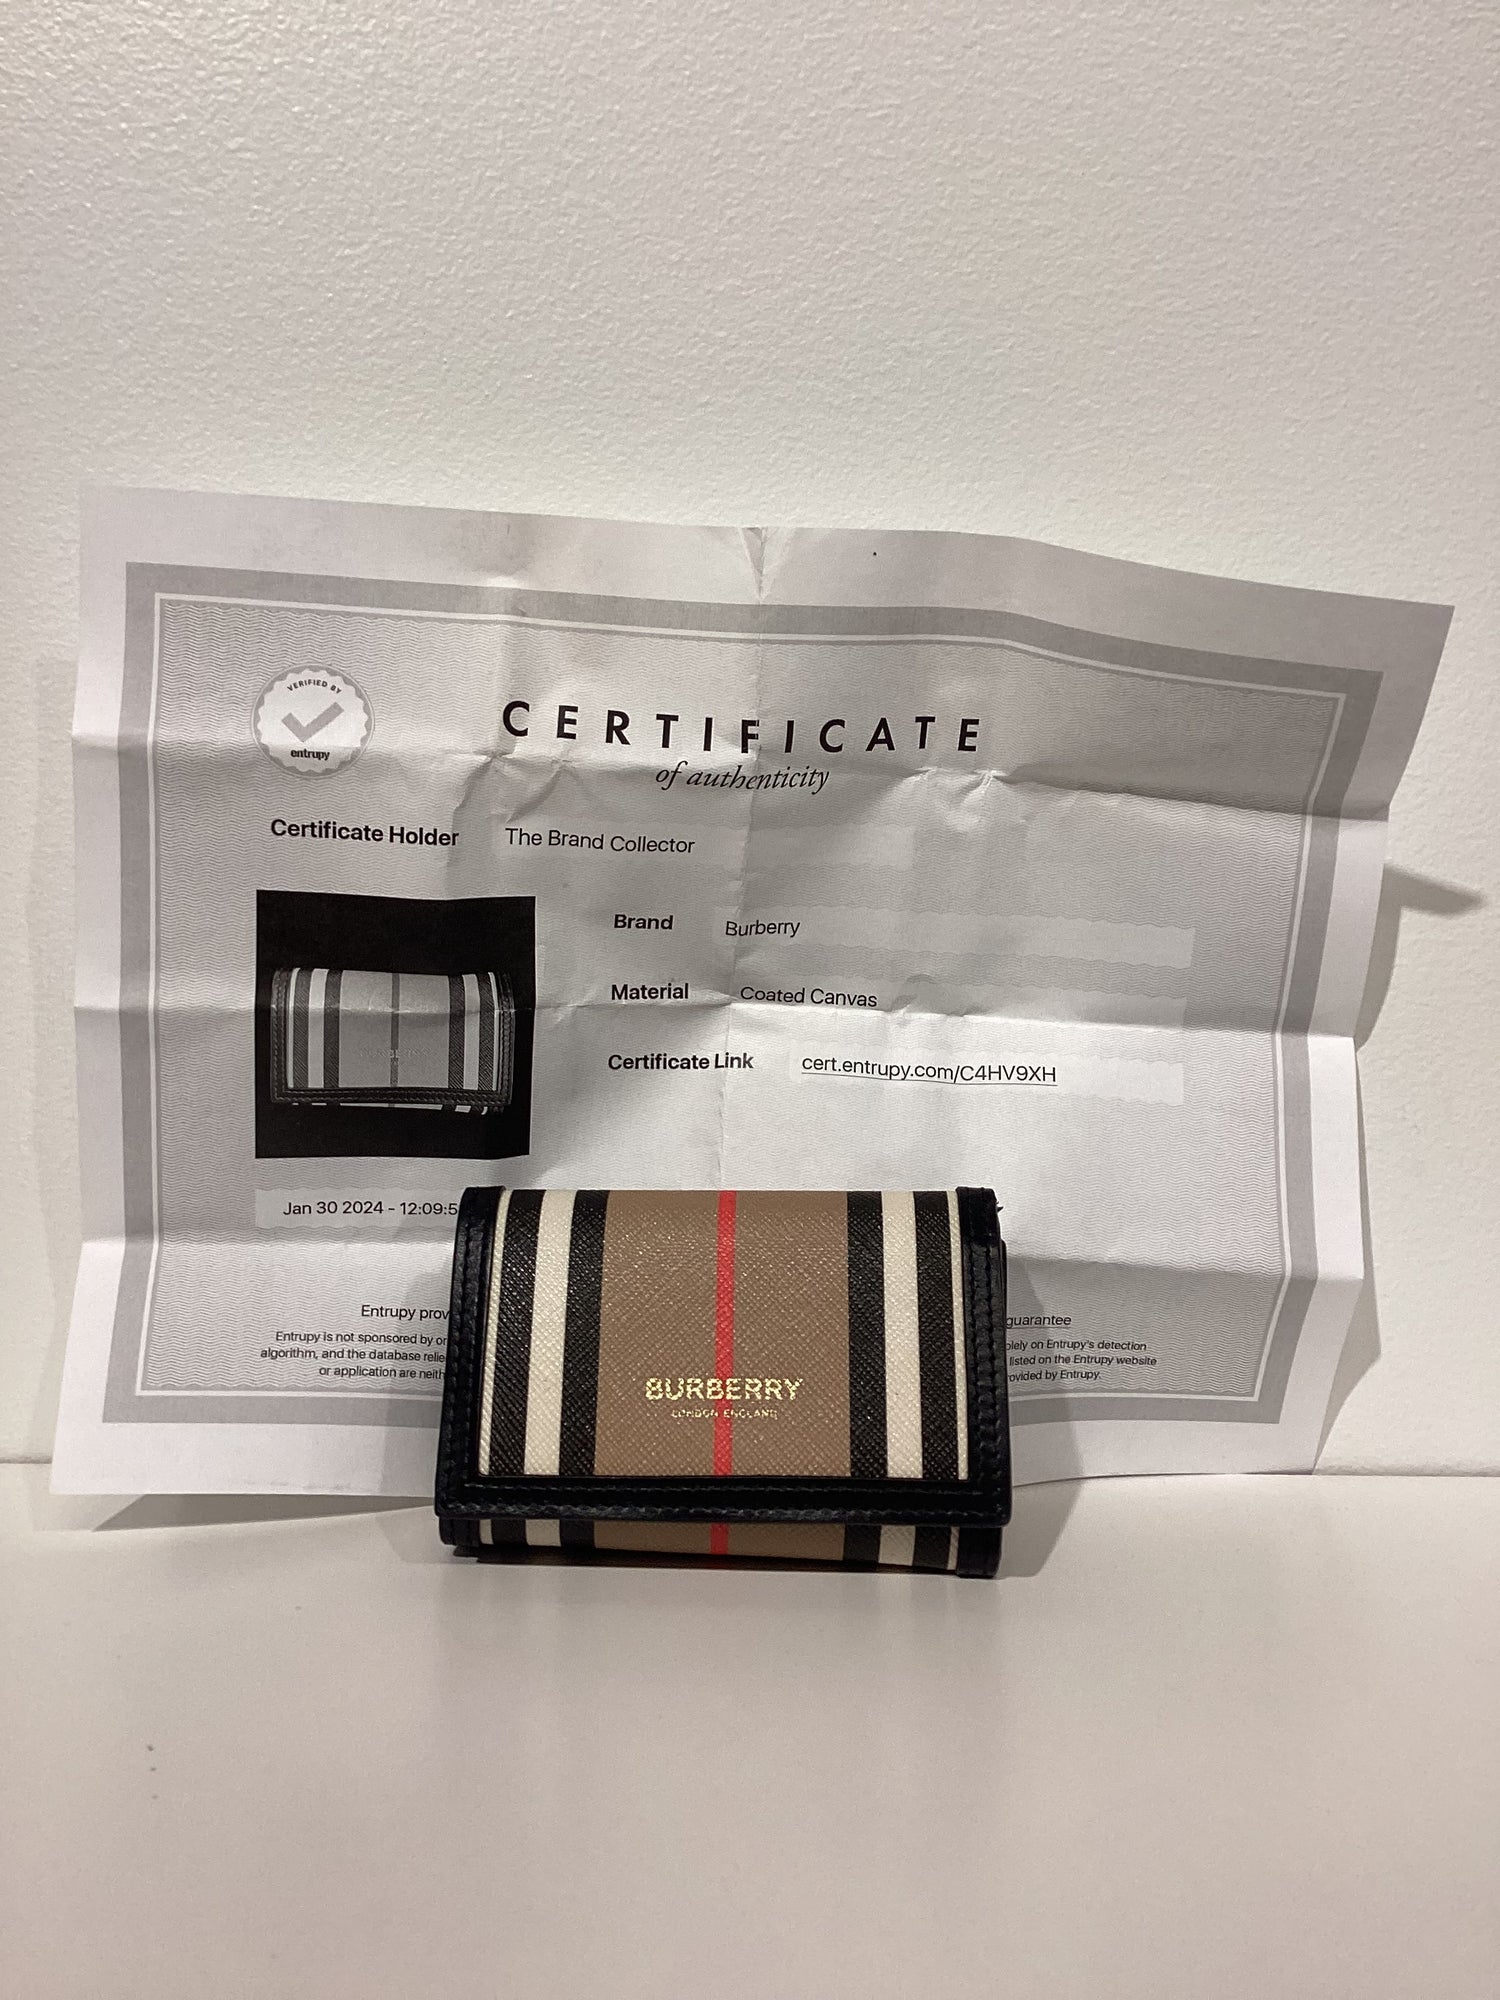 VERIFIED BY
entrupy
CERTIFICATE
of authenticity
Certificate Holder The Brand Collector
Brand Burberry
Material Coated Canvas
Certificate Link cert.entrupy.com/C4HV9XH
Jan 30 2024 - 12:09:5
Entrupy prov
guarantee
Entrupy is not sponsored by or
olely on Entrupy's detection
algorithm, and the database relie
listed on the Entrupy website
or application are neith
rovided by Entrupy.
BURBERRY
LONDON ENGLAND